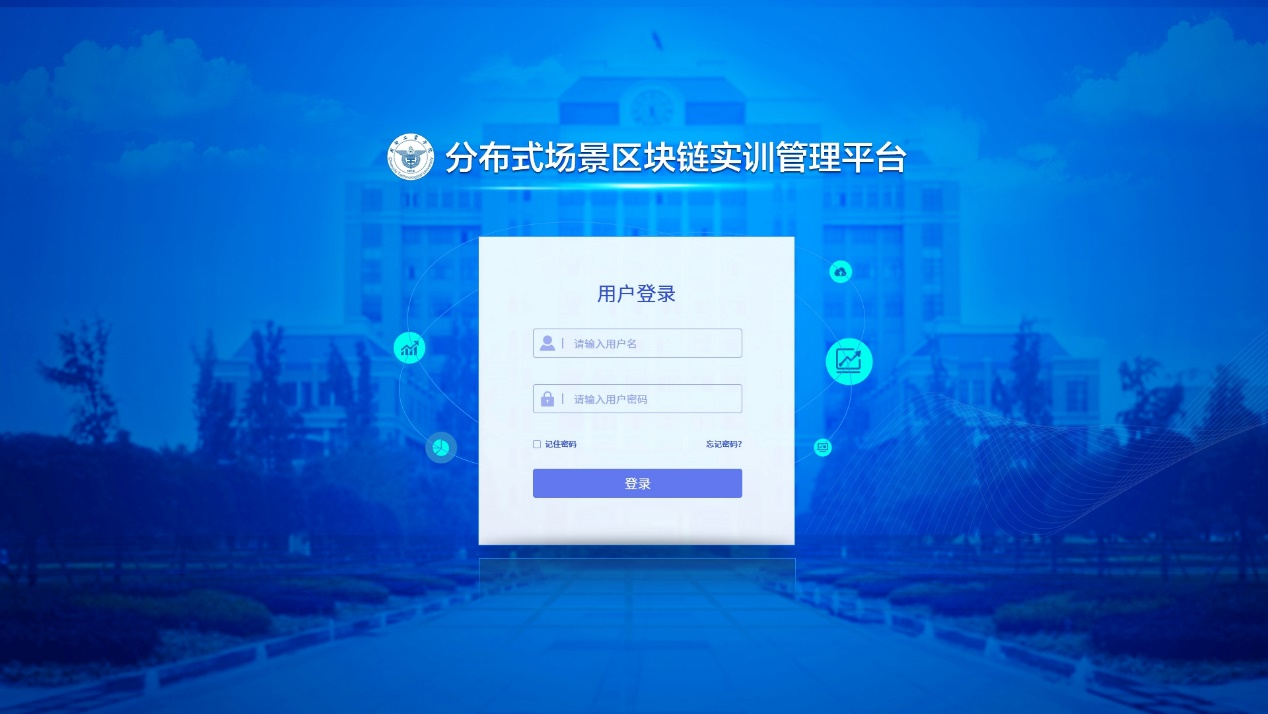 分布式场景区块链实训管理平台
用户登录
请输入用户名
请输入用户密码
记住密码 忘记密码?
登录